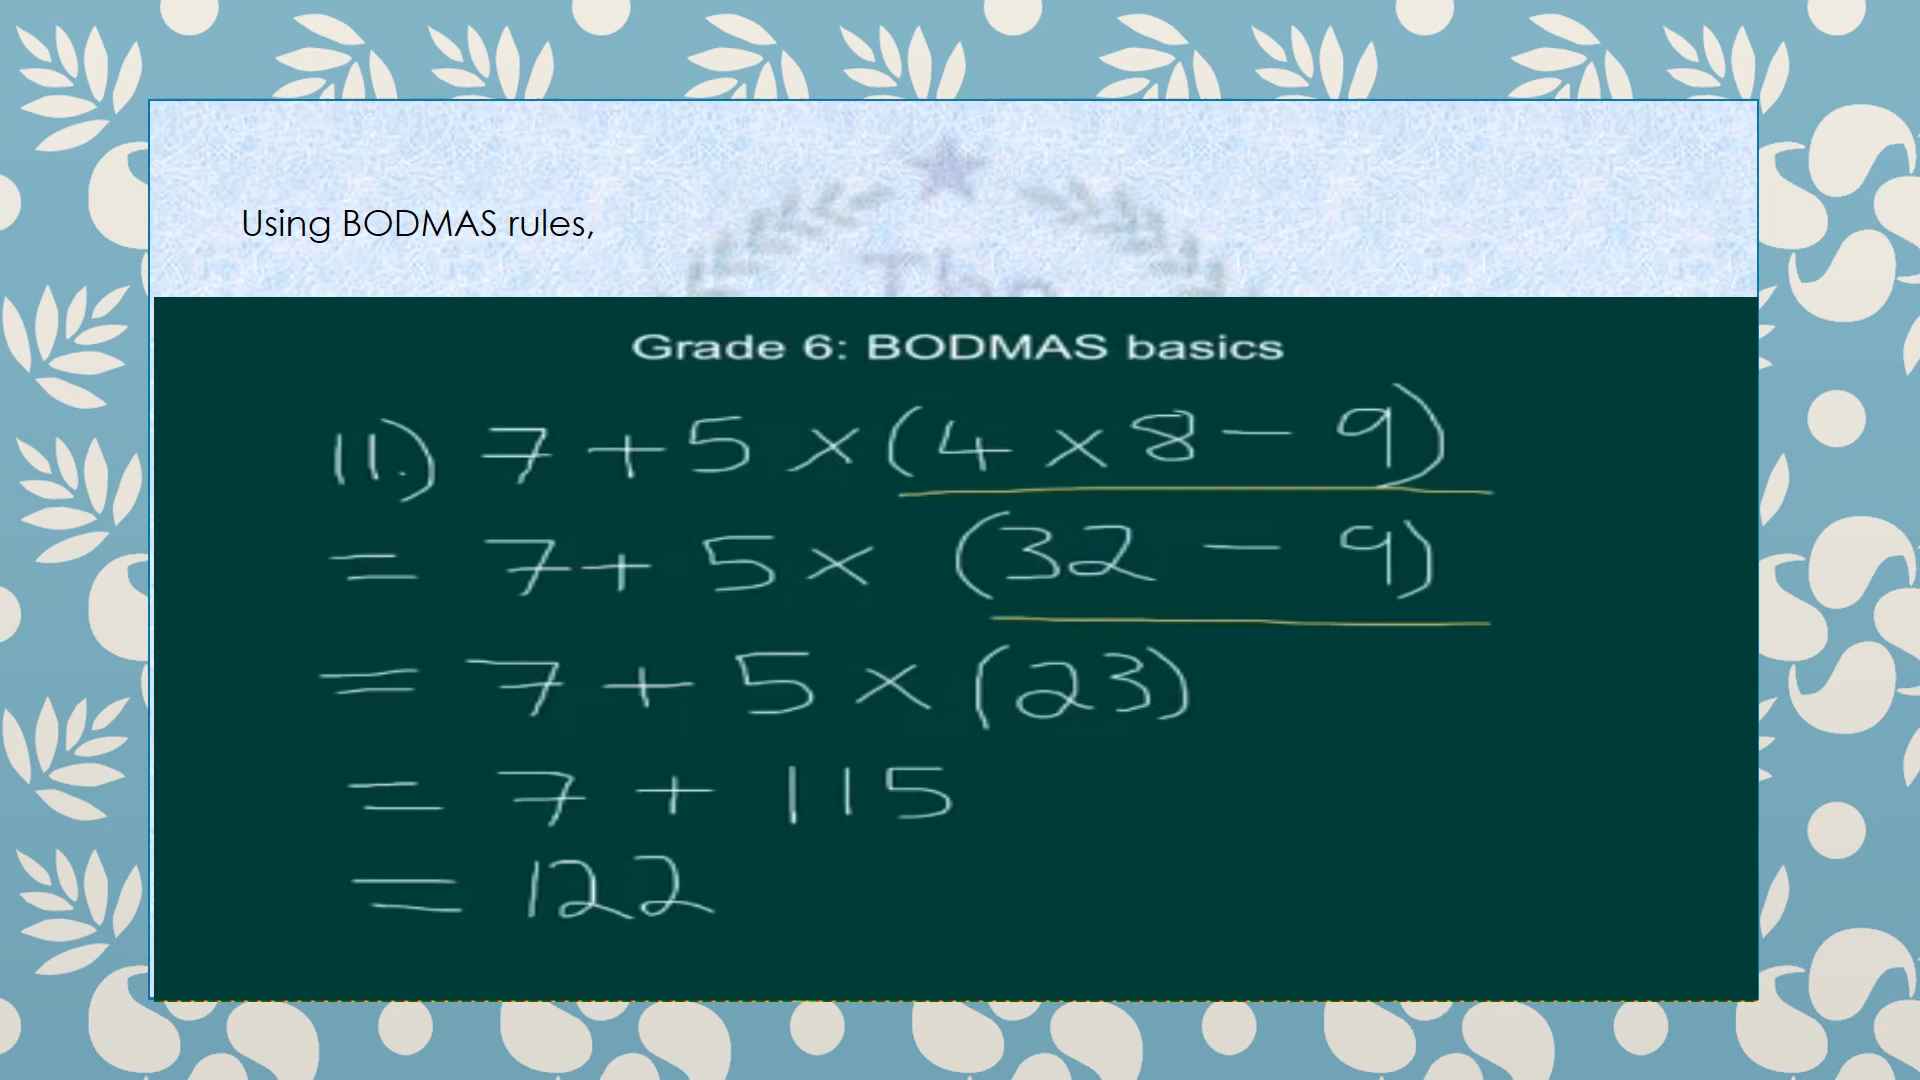 Using BODMAS rules,
The
Grade 6: BODMAS basics
11.) 7 + 5 × (4 × 8 − 9)
= 7 + 5 × (32 − 9)
= 7 + 5 × (23)
= 7 + 115
= 122